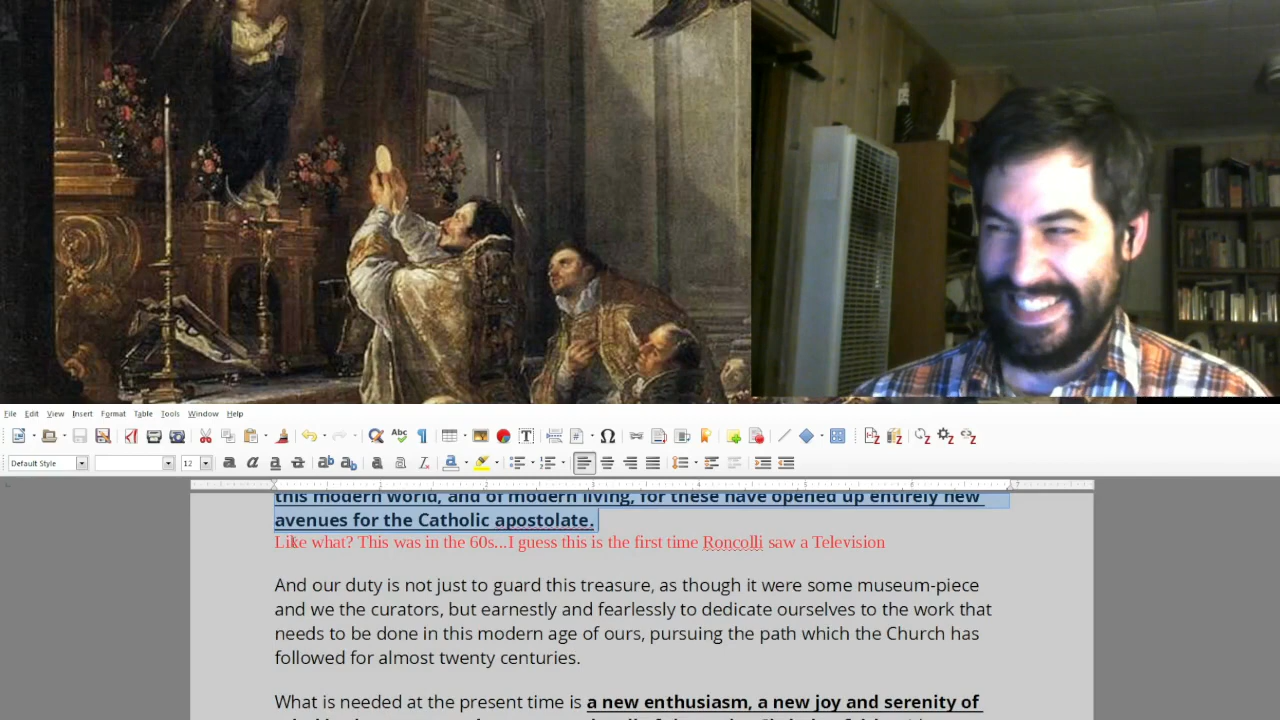 File Edit View Insert Format Table Tools Window Help
Default Style 12
this modern world, and of modern living, for these have opened up entirely new
avenues for the Catholic apostolate.
Like what? This was in the 60s...I guess this is the first time Roncolli saw a Television
And our duty is not just to guard this treasure, as though it were some museum-piece
and we the curators, but earnestly and fearlessly to dedicate ourselves to the work that
needs to be done in this modern age of ours, pursuing the path which the Church has
followed for almost twenty centuries.
What is needed at the present time is a new enthusiasm, a new joy and serenity of